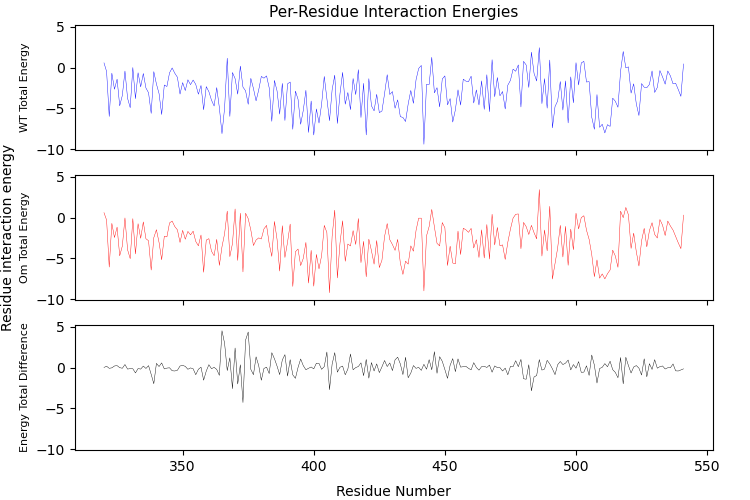 Per-Residue Interaction Energies
Residue interaction energy
WT Total Energy
5
0
−5
−10
Om Total Energy
5
0
−5
−10
Energy Total Difference
5
0
−5
−10
350
400
450
500
550
Residue Number